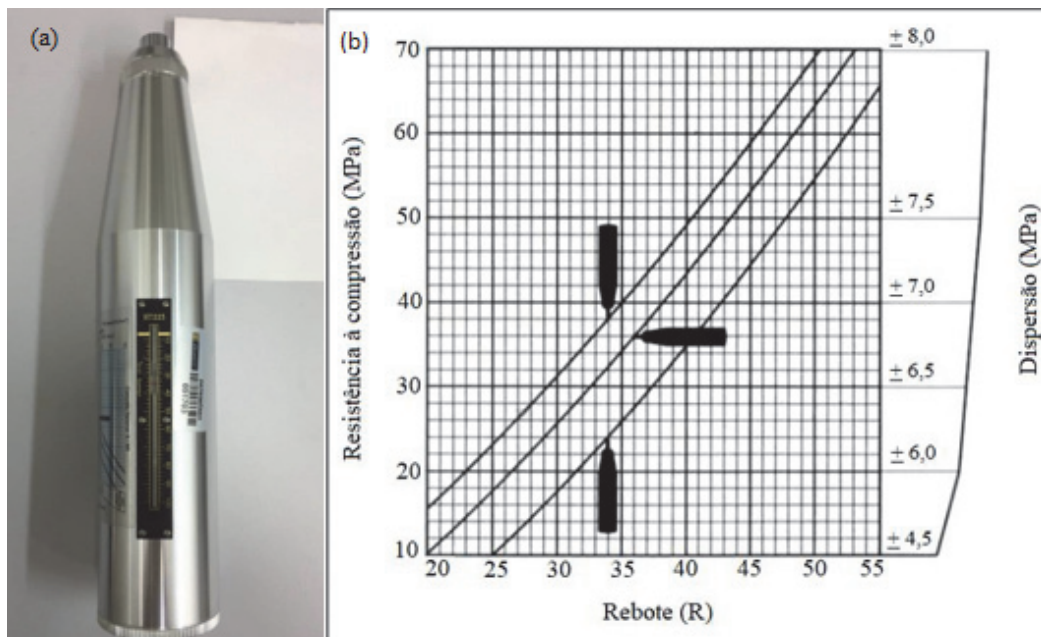 (a)
(b)
Resistência à compressão (MPa)
70
60
50
40
30
20
10
20 25 30 35 40 45 50 55
Rebote (R)
± 8,0
± 7,5
± 7,0
± 6,5
± 6,0
± 4,5
Dispersão (MPa)